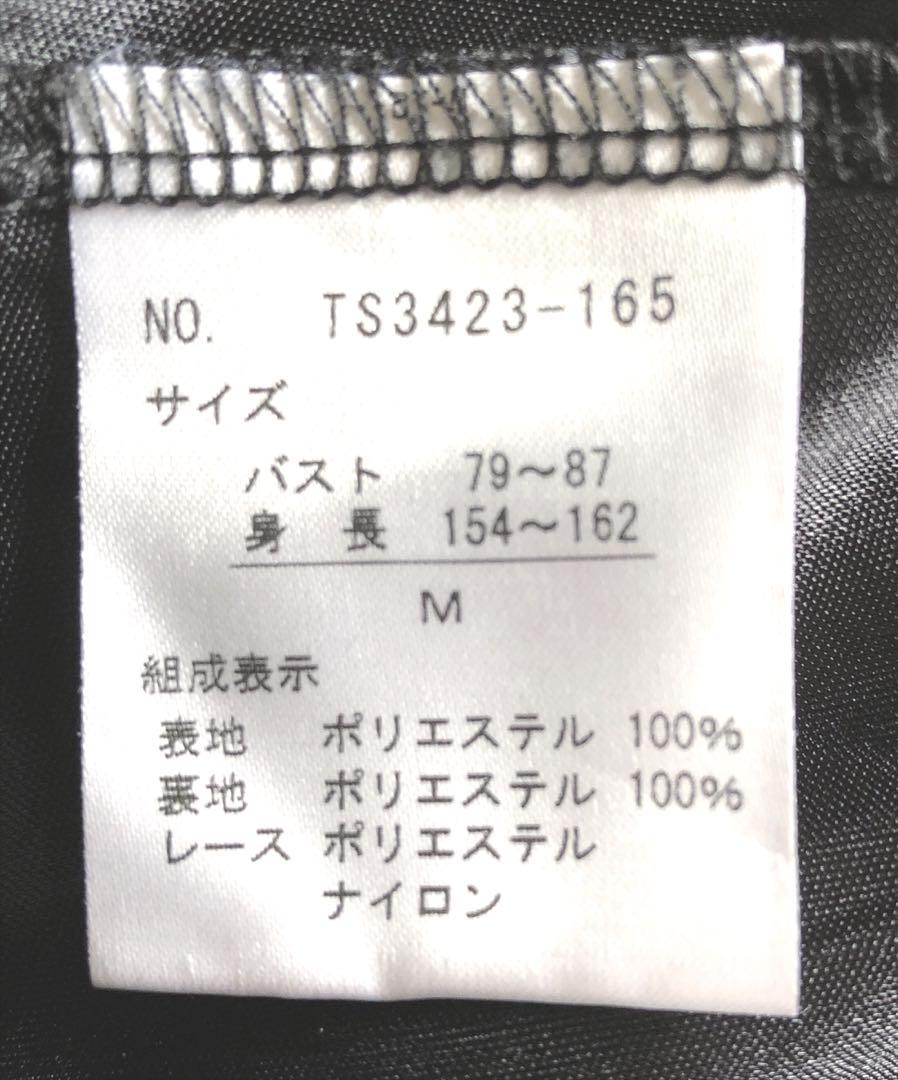 NO. TS3423-165
サイズ
バスト 79〜87
身長 154〜162
M
組成表示
表地 ポリエステル 100%
裏地 ポリエステル 100%
レース ポリエステル
ナイロン